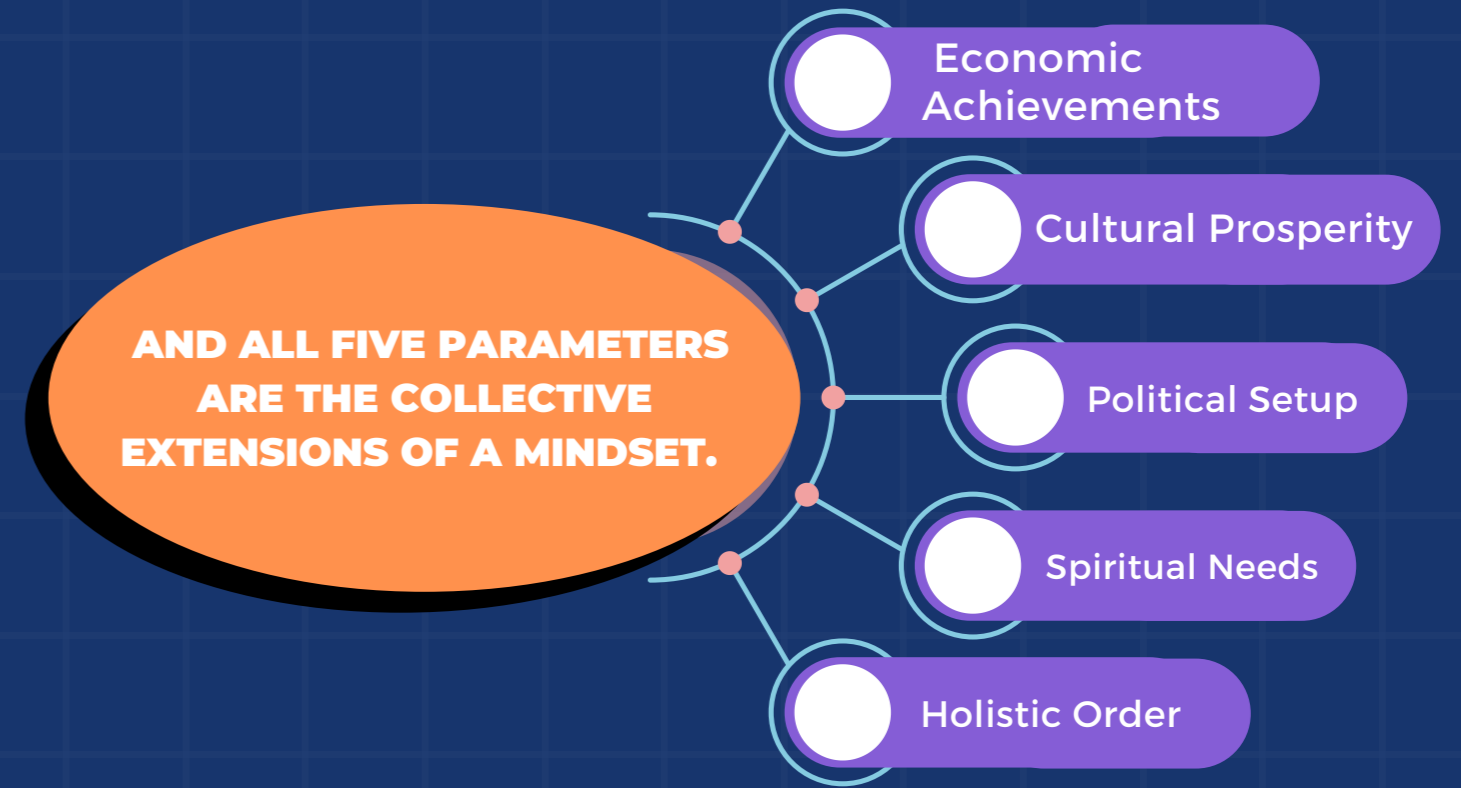 AND ALL FIVE PARAMETERS
ARE THE COLLECTIVE
EXTENSIONS OF A MINDSET.
Economic
Achievements
Cultural Prosperity
Political Setup
Spiritual Needs
Holistic Order